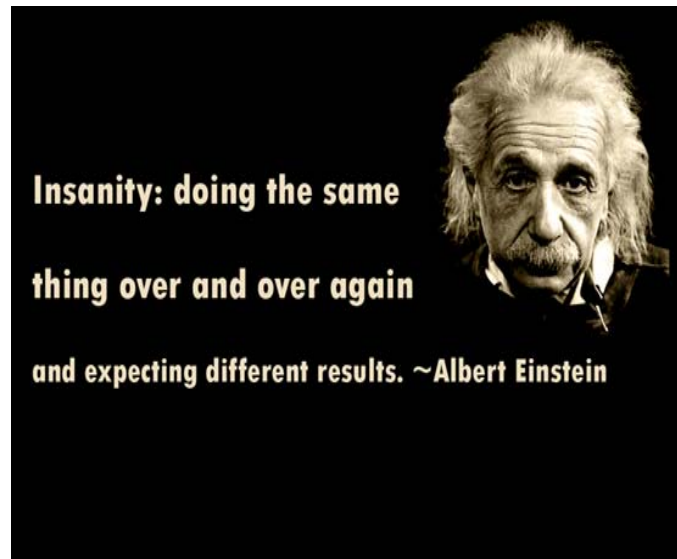 Insanity: doing the same
thing over and over again
and expecting different results. ~Albert Einstein